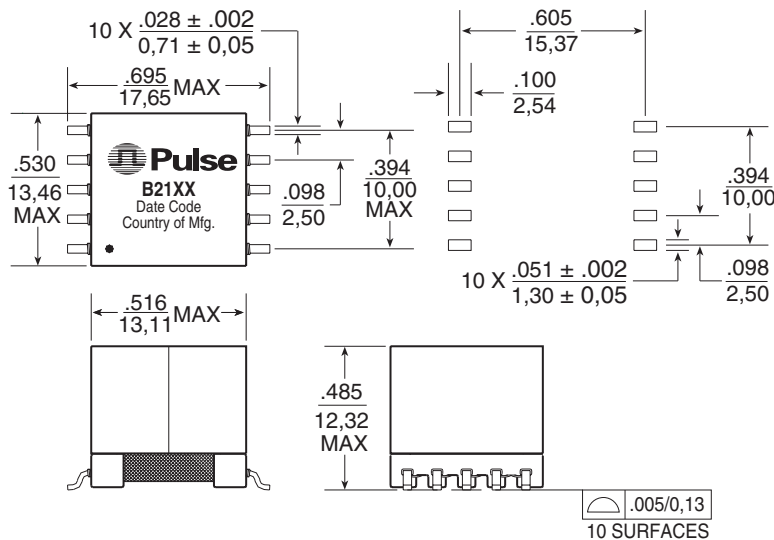 10 X .028 ± .002
0,71 ± 0,05
.695
17,65 MAX
.530
13,46
MAX
Pulse
B21XX
Date Code
Country of Mfg.
.098
2,50
.394
10,00
MAX
.605
15,37
.100
2,54
.394
10,00
10 X .051 ± .002
1,30 ± 0,05
.098
2,50
.516
13,11 MAX
.485
12,32
MAX
.005/0,13
10 SURFACES